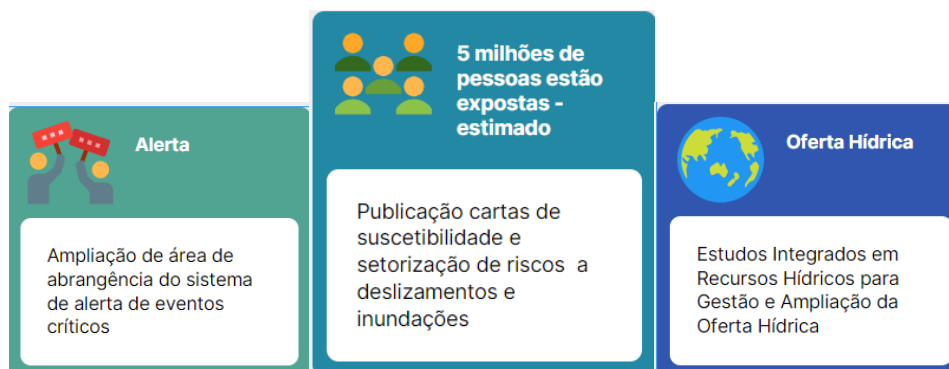 Alerta
Ampliação de área de
abrangência do sistema
de alerta de eventos
críticos
5 milhões de
pessoas estão
expostas -
estimado
Publicação cartas de
suscetibilidade e
setorização de riscos a
deslizamentos e
inundações
Oferta Hídrica
Estudos Integrados em
Recursos Hídricos para
Gestão e Ampliação da
Oferta Hídrica